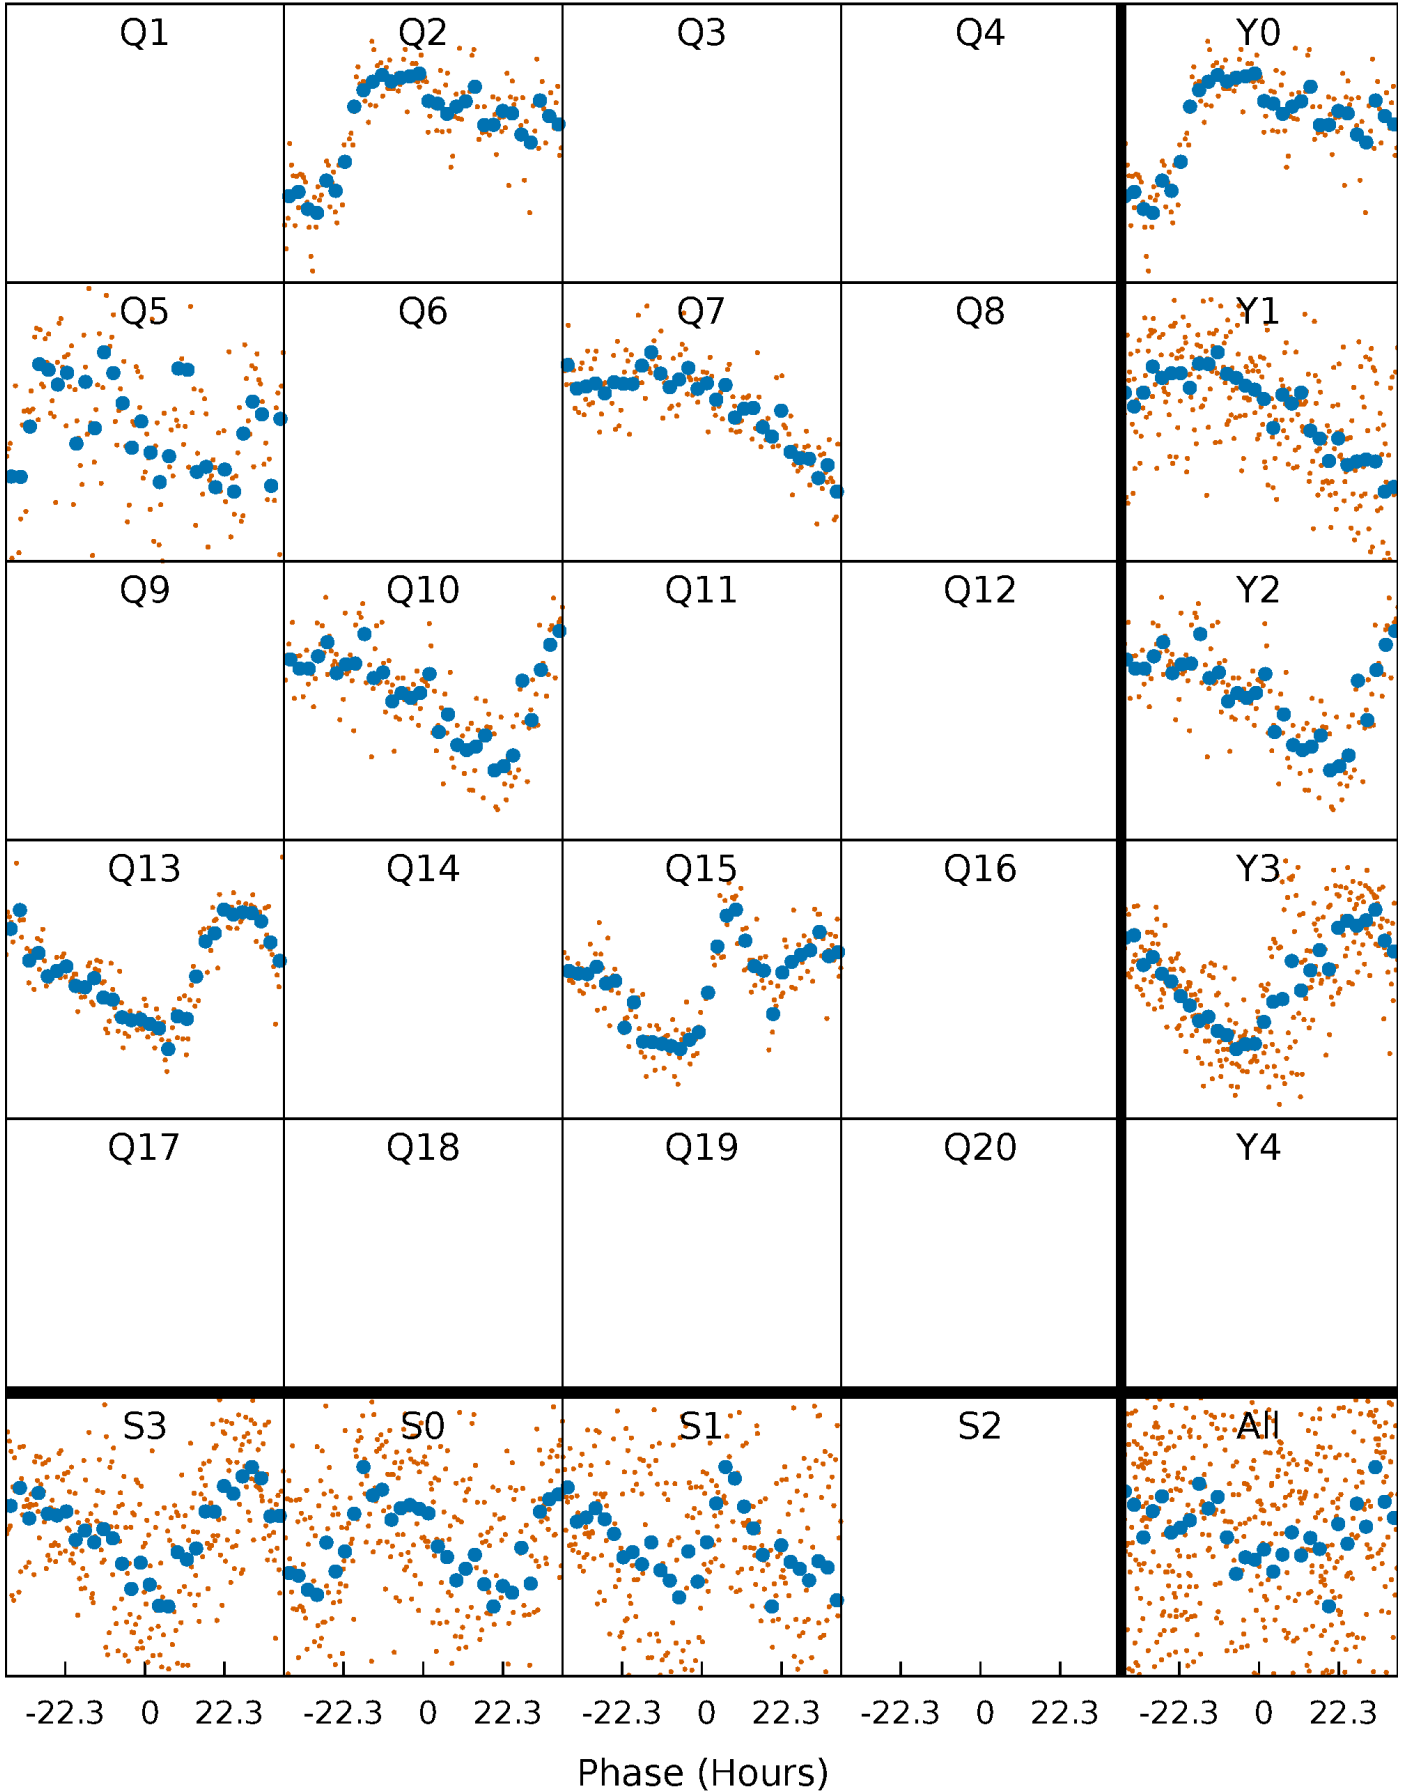 Q1 Q2 Q3 Q4 Y0
Q5 Q6 Q7 Q8 Y1
Q9 Q10 Q11 Q12 Y2
Q13 Q14 Q15 Q16 Y3
Q17 Q18 Q19 Q20 Y4
S3 S0 S1 S2 All
-22.3 0 22.3 -22.3 0 22.3 -22.3 0 22.3 -22.3 0 22.3 -22.3 0 22.3
Phase (Hours)